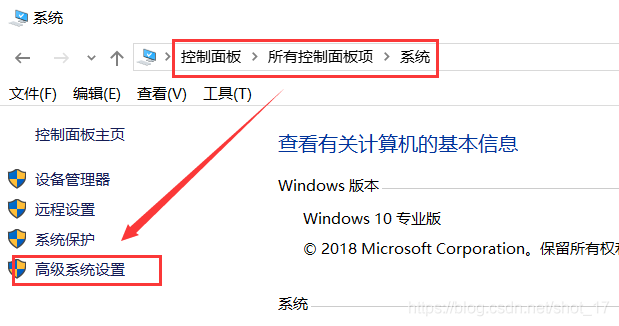 系统
控制面板 > 所有控制面板项 > 系统
文件(F) 编辑(E) 查看(V) 工具(T)
控制面板主页
查看有关计算机的基本信息
设备管理器
Windows 版本
远程设置
Windows 10 专业版
系统保护
© 2018 Microsoft Corporation。保留所有权利
高级系统设置
系统
https://blog.csdn.net/shot_17